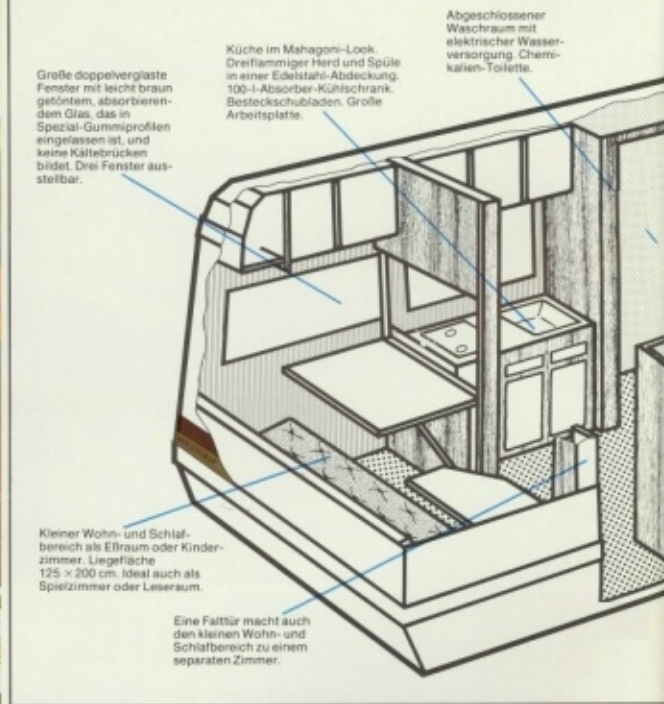 Große doppelverglaste
Fenster mit leicht braun
getöntem, absorbieren-
dem Glas, das in
Spezial-Gummiprofilen
eingelassen ist, und
keine Kältebrücken
bildet. Drei Fenster aus-
stellbar.
Küche im Mahagoni-Look.
Dreiflammiger Herd und Spüle
in einer Edelstahl-Abdeckung.
100-l-Absorber-Kühlschrank.
Besteckschubladen. Große
Arbeitsplatte.
Abgeschlossener
Waschraum mit
elektrischer Wasser-
versorgung. Chemi-
kalien-Toilette.
Kleiner Wohn- und Schlaf-
bereich als Eßraum oder Kinder-
zimmer. Liegefläche
125 × 200 cm. Ideal auch als
Spielzimmer oder Leseraum.
Eine Falttür macht auch
den kleinen Wohn- und
Schlafbereich zu einem
separaten Zimmer.